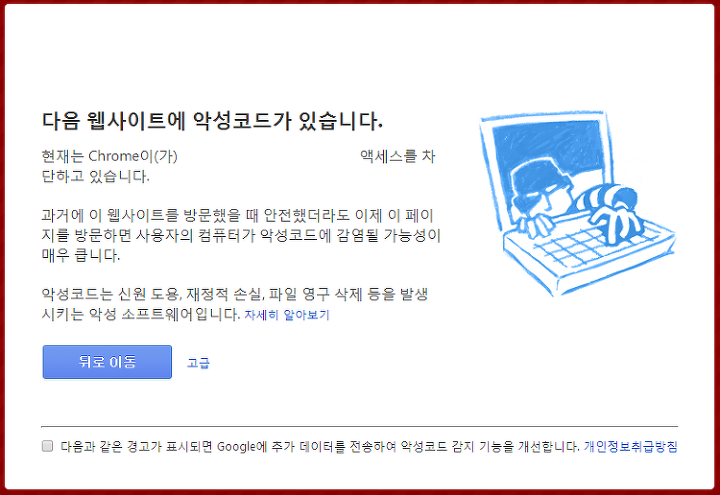 다음 웹사이트에 악성코드가 있습니다.
현재는 Chrome이(가) 액세스를 차
단하고 있습니다.
과거에 이 웹사이트를 방문했을 때 안전했더라도 이제 이 페이
지를 방문하면 사용자의 컴퓨터가 악성코드에 감염될 가능성이
매우 큽니다.
악성코드는 신원 도용, 재정적 손실, 파일 영구 삭제 등을 발생
시키는 악성 소프트웨어입니다. 자세히 알아보기
뒤로 이동 고급
다음과 같은 경고가 표시되면 Google에 추가 데이터를 전송하여 악성코드 감지 기능을 개선합니다. 개인정보취급방침